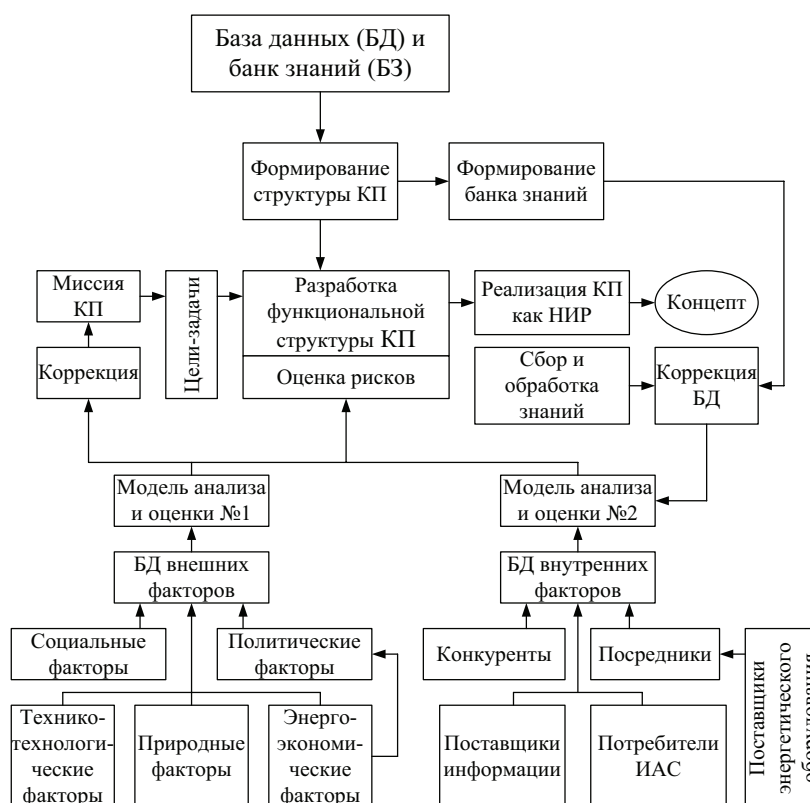 База данных (БД) и
банк знаний (БЗ)
Формирование
структуры КП
Формирование
банка знаний
Миссия
КП
Цели-задачи
Разработка
функциональной
структуры КП
Реализация КП
как НИР
Концепт
Коррекция
Оценка рисков
Сбор и
обработка
знаний
Коррекция
БД
Модель анализа
и оценки №1
Модель анализа
и оценки №2
БД внешних
факторов
БД внутренних
факторов
Социальные
факторы
Политические
факторы
Конкуренты
Посредники
Поставщики
энергетического
оборудования
Технико-
технологи-
ческие
факторы
Природные
факторы
Энерго-
экономи-
ческие
факторы
Поставщики
информации
Потребители
ИАС